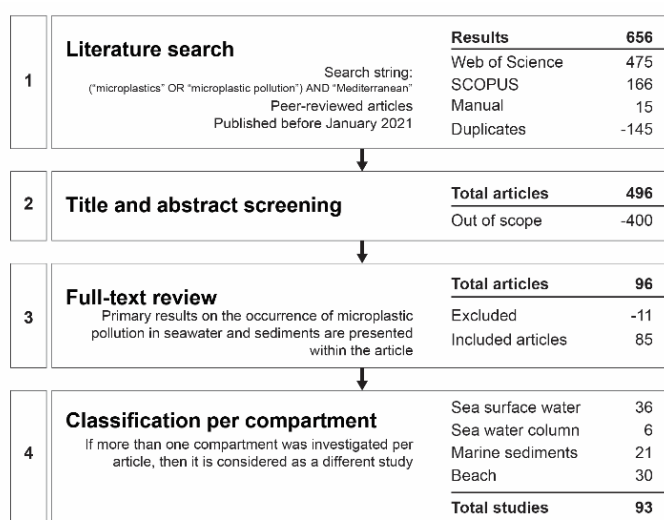 1
Literature search
Search string:
("microplastics" OR "microplastic pollution") AND "Mediterranean"
Peer-reviewed articles
Published before January 2021
Results 656
Web of Science 475
SCOPUS 166
Manual 15
Duplicates -145
2
Title and abstract screening
Total articles 496
Out of scope -400
3
Full-text review
Primary results on the occurrence of microplastic
pollution in seawater and sediments are presented
within the article
Total articles 96
Excluded -11
Included articles 85
4
Classification per compartment
If more than one compartment was investigated per
article, then it is considered as a different study
Sea surface water 36
Sea water column 6
Marine sediments 21
Beach 30
Total studies 93